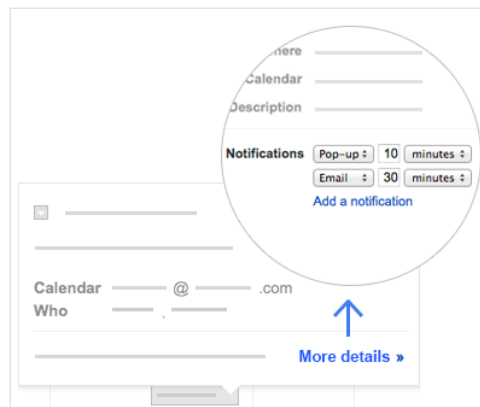 here
Calendar
Description
Notifications Pop-up 10 minutes
Email 30 minutes
Add a notification
Calendar @ .com
Who ,
More details »